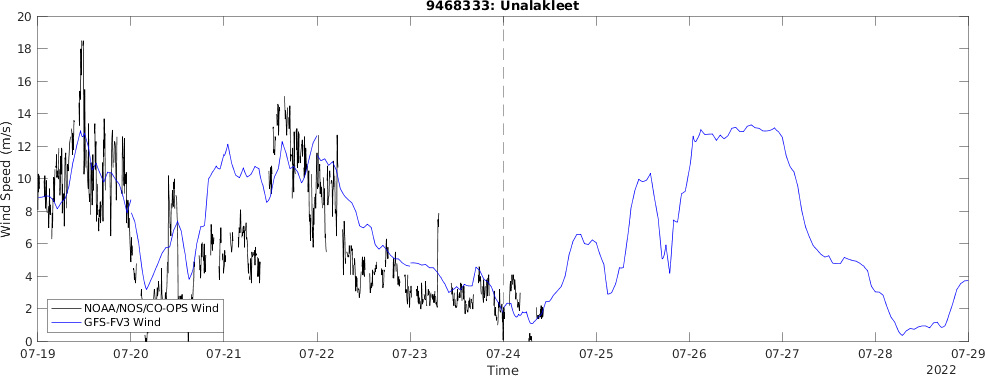 9468333: Unalakleet
20
18
16
14
12
10
8
6
4
2
0
Wind Speed (m/s)
NOAA/NOS/CO-OPS Wind
GFS-FV3 Wind
07-19 07-20 07-21 07-22 07-23 07-24 07-25 07-26 07-27 07-28 07-29
Time
2022